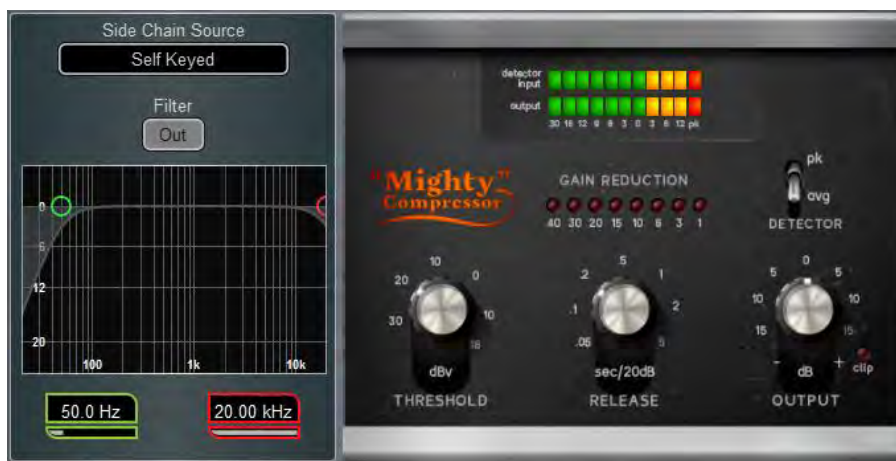 Side Chain Source
Self Keyed
Filter
Out
0
6
12
20
100 1k 10k
50.0 Hz 20.00 kHz
detector
input
output
30 18 12 9 6 3 0 3 6 12 pk
"Mighty"
Compressor
GAIN REDUCTION
40 30 20 15 10 6 3 1
pk
avg
DETECTOR
30 20 10 0 10 18
dBv
THRESHOLD
.05 .1 .2 .5 1 2 5
sec/20dB
RELEASE
15 10 5 0 5 10 15
- dB +
clip
OUTPUT